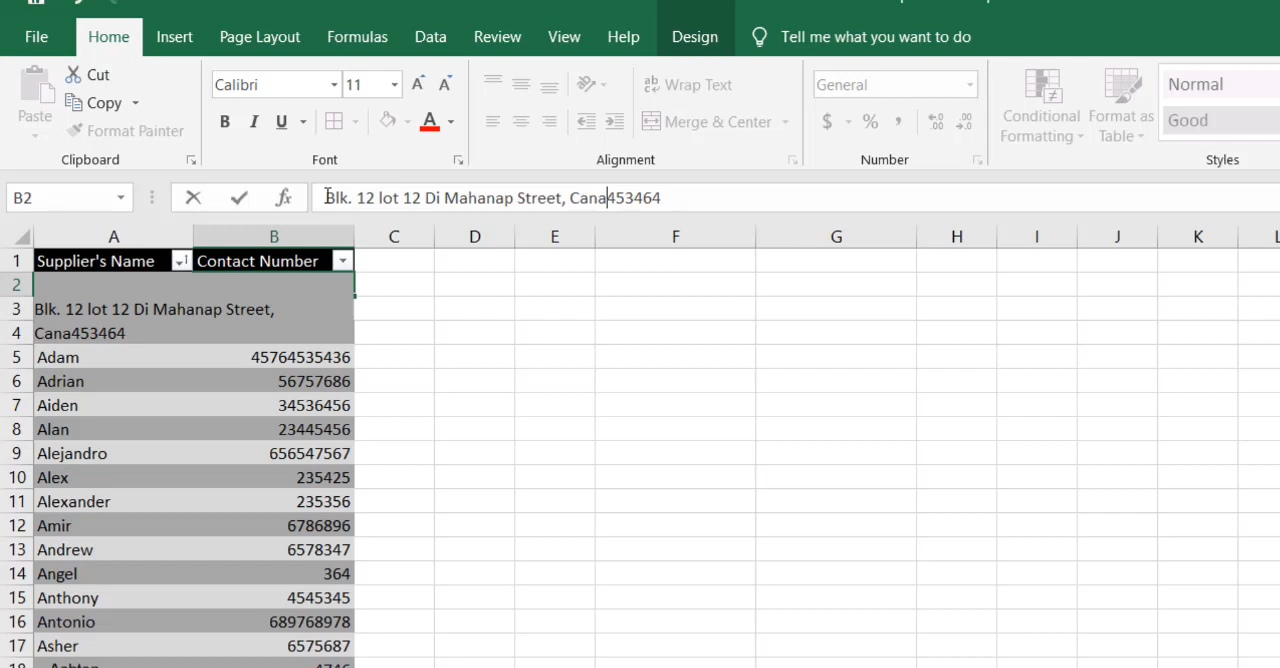 File Home Insert Page Layout Formulas Data Review View Help Design Tell me what you want to do
Paste
Cut
Copy
Format Painter
Clipboard
Calibri 11 A A
B I U A
Font
Wrap Text
Merge & Center
Alignment
General
$ % ,
Number
Conditional Formatting
Format as Table
Normal
Good
Styles
B2 fx Blk. 12 lot 12 Di Mahanap Street, Cana453464
A B C D E F G H I J K L
1 Supplier's Name Contact Number
2
3 Blk. 12 lot 12 Di Mahanap Street,
4 Cana453464
5 Adam 45764535436
6 Adrian 56757686
7 Aiden 34536456
8 Alan 23445456
9 Alejandro 656547567
10 Alex 235425
11 Alexander 235356
12 Amir 6786896
13 Andrew 6578347
14 Angel 364
15 Anthony 4545345
16 Antonio 689768978
17 Asher 6575687
18 Ashton 4746